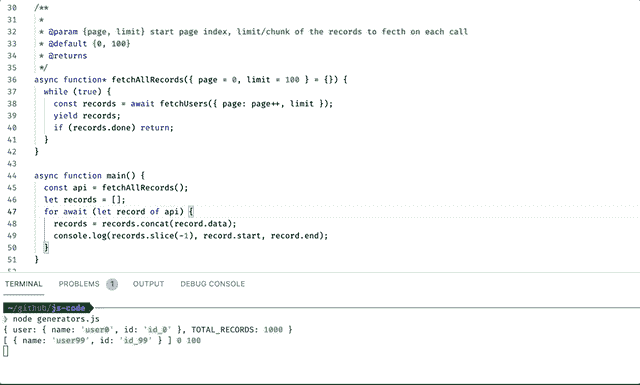 30 /**
31  *
32  * @param {page, limit} start page index, limit/chunk of the records to fecth on each call
33  * @default {0, 100}
34  * @returns
35  */
36 async function* fetchAllRecords({ page = 0, limit = 100 } = {}) {
37   while (true) {
38     const records = await fetchUsers({ page: page++, limit });
39     yield records;
40     if (records.done) return;
41   }
42 }
43
44 async function main() {
45   const api = fetchAllRecords();
46   let records = [];
47   for await (let record of api) {
48     records = records.concat(record.data);
49     console.log(records.slice(-1), record.start, record.end);
50   }
51 }
TERMINAL PROBLEMS 1 OUTPUT DEBUG CONSOLE
~/github/js-code
❯ node generators.js
{ user: { name: 'user0', id: 'id_0' }, TOTAL_RECORDS: 1000 }
[ { name: 'user99', id: 'id_99' } ] 0 100